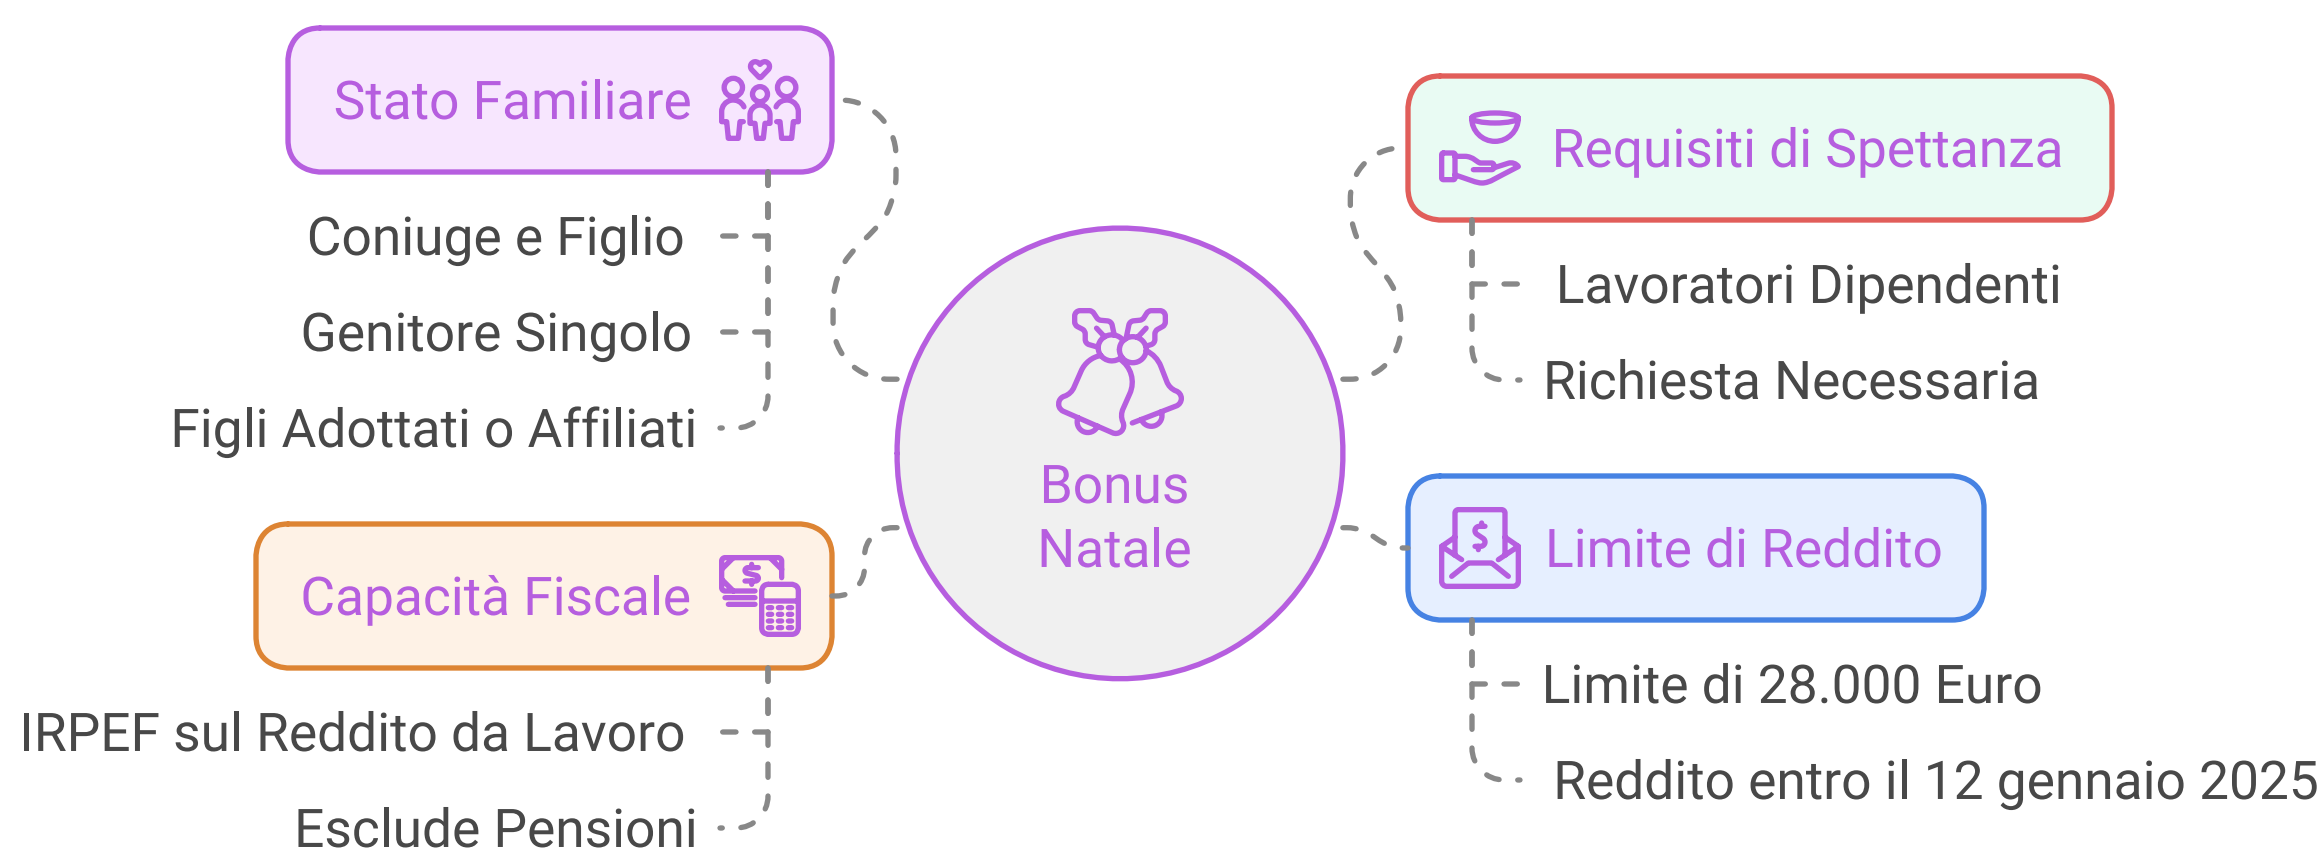 Stato Familiare
Coniuge e Figlio
Genitore Singolo
Figli Adottati o Affiliati
Capacità Fiscale
IRPEF sul Reddito da Lavoro
Esclude Pensioni
Bonus
Natale
Requisiti di Spettanza
Lavoratori Dipendenti
Richiesta Necessaria
Limite di Reddito
Limite di 28.000 Euro
Reddito entro il 12 gennaio 2025